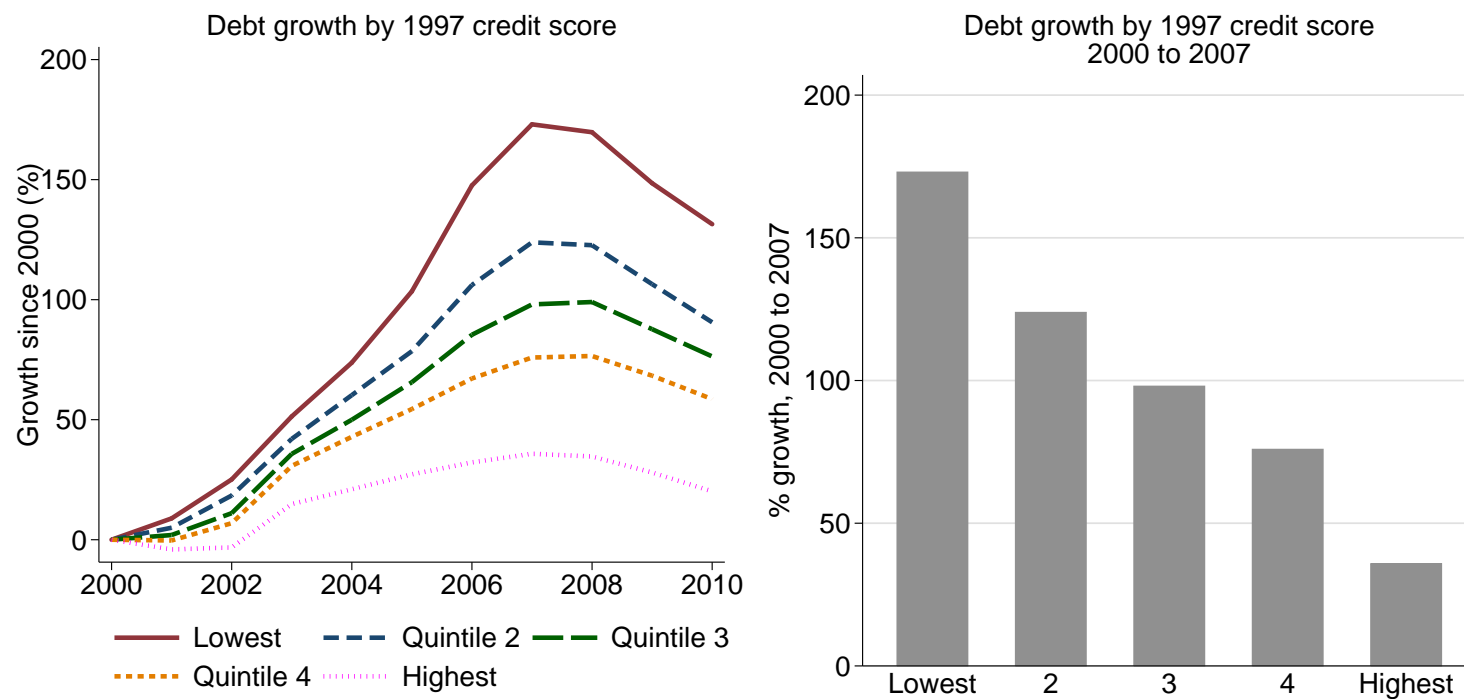 Debt growth by 1997 credit score
Growth since 2000 (%)
200
150
100
50
0
2000 2002 2004 2006 2008 2010
Lowest Quintile 2 Quintile 3
Quintile 4 Highest
Debt growth by 1997 credit score
2000 to 2007
% growth, 2000 to 2007
200
150
100
50
0
Lowest 2 3 4 Highest